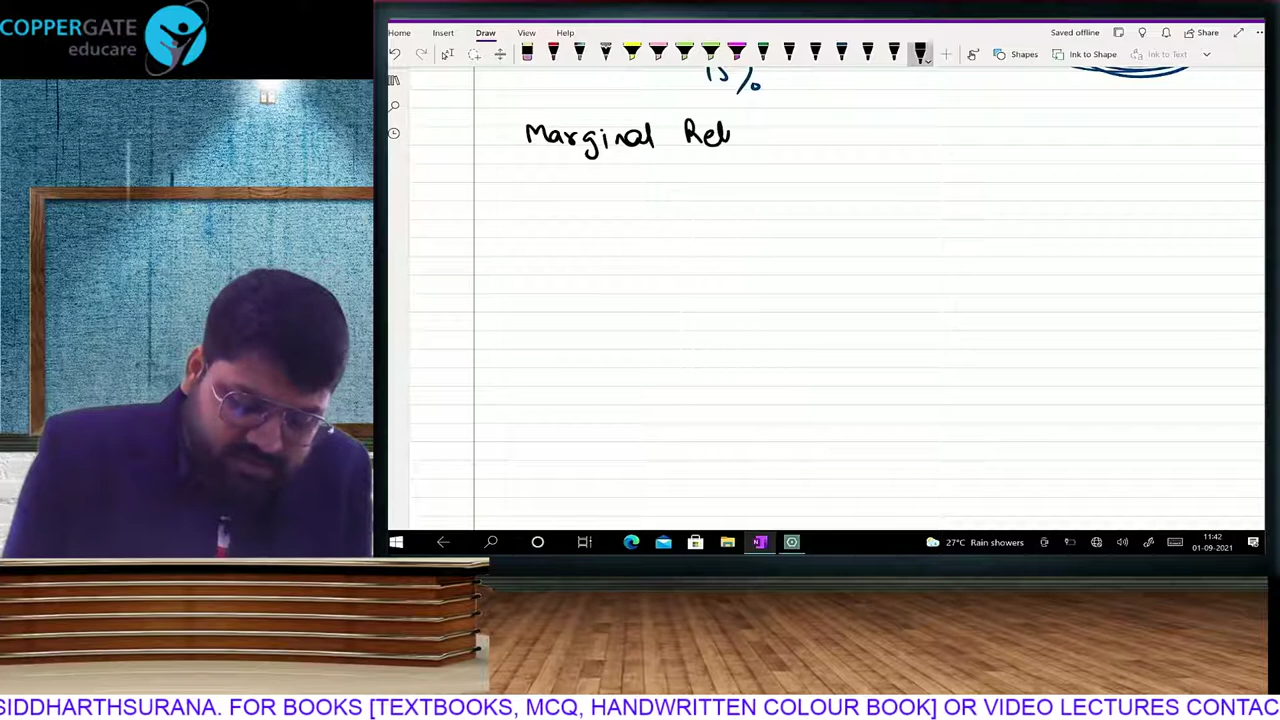 COPPERGATE
educare
Home Insert Draw View Help
Saved offline
Share
Shapes
Ink to Shape
Ink to Text
15%
Marginal Rel
27°C Rain showers
11:42
01-09-2021
SIDDHARTHSURANA. FOR BOOKS [TEXTBOOKS, MCQ, HANDWRITTEN COLOUR BOOK] OR VIDEO LECTURES CONTAC